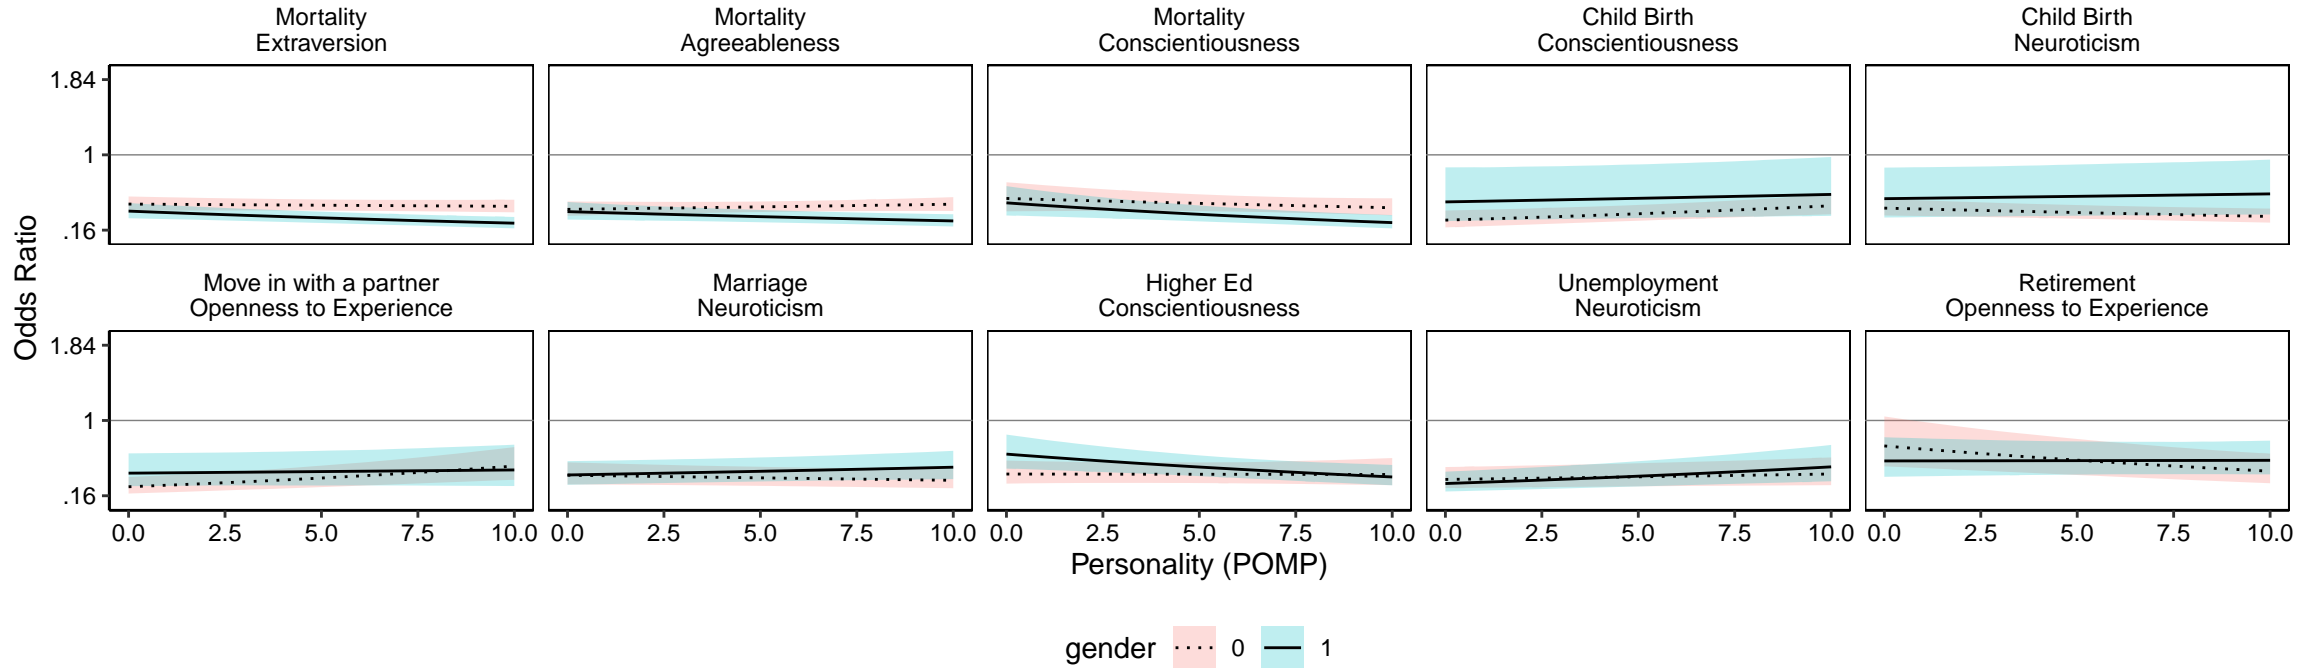 Mortality
Extraversion
Mortality
Agreeableness
Mortality
Conscientiousness
Child Birth
Conscientiousness
Child Birth
Neuroticism
1.84
1
.16
Odds Ratio
Move in with a partner
Openness to Experience
Marriage
Neuroticism
Higher Ed
Conscientiousness
Unemployment
Neuroticism
Retirement
Openness to Experience
1.84
1
.16
0.0 2.5 5.0 7.5 10.0
0.0 2.5 5.0 7.5 10.0
0.0 2.5 5.0 7.5 10.0
0.0 2.5 5.0 7.5 10.0
0.0 2.5 5.0 7.5 10.0
Personality (POMP)
gender 0 1